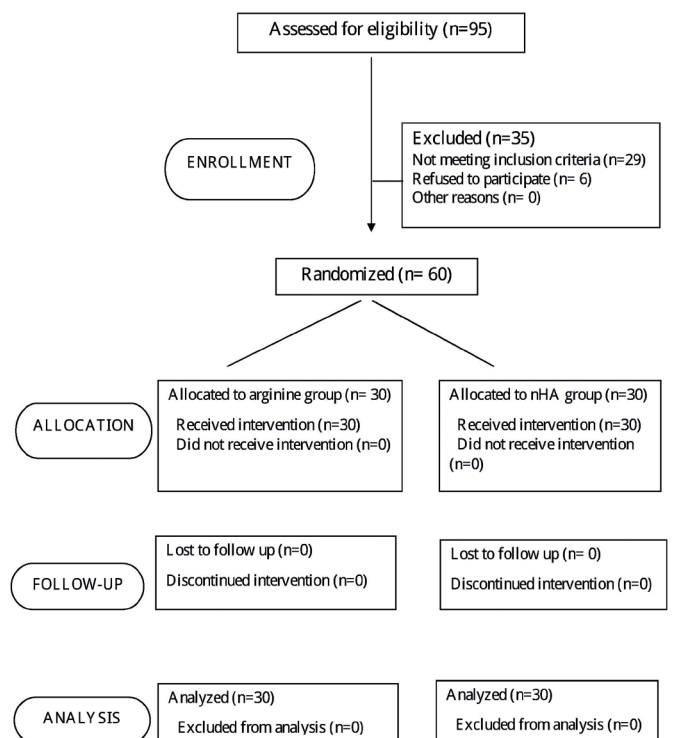 Assessed for eligibility (n=95)
ENROLLMENT
Excluded (n=35)
Not meeting inclusion criteria (n=29)
Refused to participate (n= 6)
Other reasons (n= 0)
Randomized (n= 60)
ALLOCATION
Allocated to arginine group (n= 30)
Received intervention (n=30)
Did not receive intervention (n=0)
Allocated to nHA group (n=30)
Received intervention (n=30)
Did not receive intervention
(n=0)
FOLLOW-UP
Lost to follow up (n=0)
Discontinued intervention (n=0)
Lost to follow up (n= 0)
Discontinued intervention (n=0)
ANALYSIS
Analyzed (n=30)
Excluded from analysis (n=0)
Analyzed (n=30)
Excluded from analysis (n=0)